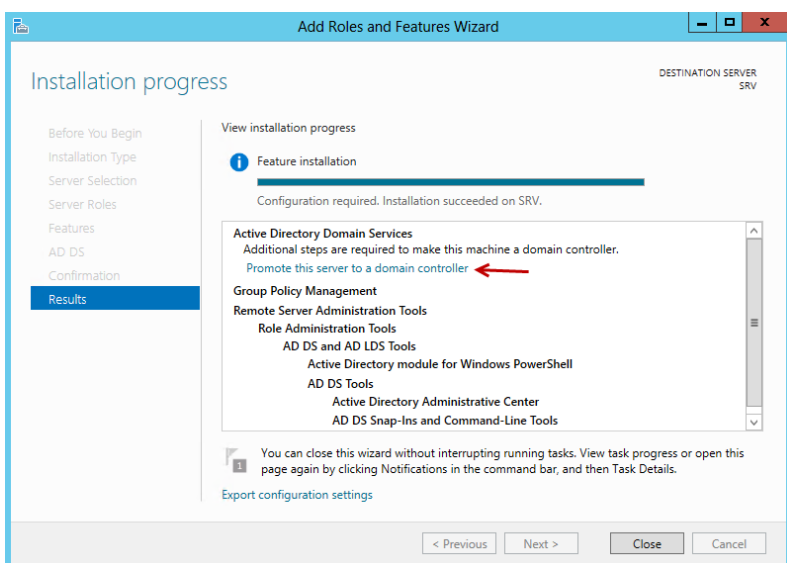 Add Roles and Features Wizard
Installation progress
DESTINATION SERVER
SRV
Before You Begin
Installation Type
Server Selection
Server Roles
Features
AD DS
Confirmation
Results
View installation progress
Feature installation
Configuration required. Installation succeeded on SRV.
Active Directory Domain Services
Additional steps are required to make this machine a domain controller.
Promote this server to a domain controller
Group Policy Management
Remote Server Administration Tools
Role Administration Tools
AD DS and AD LDS Tools
Active Directory module for Windows PowerShell
AD DS Tools
Active Directory Administrative Center
AD DS Snap-Ins and Command-Line Tools
1
You can close this wizard without interrupting running tasks. View task progress or open this
page again by clicking Notifications in the command bar, and then Task Details.
Export configuration settings
< Previous
Next >
Close
Cancel